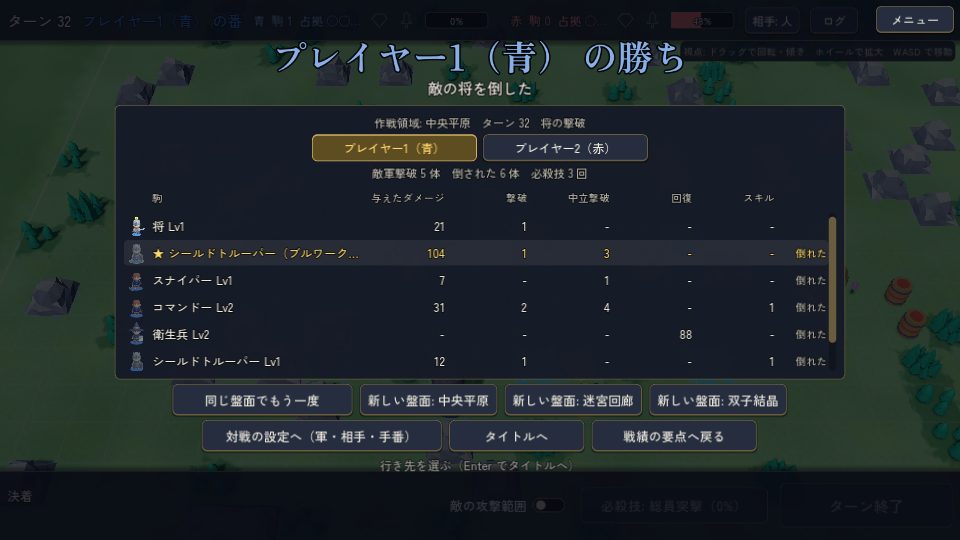 ターン 32 プレイヤー1（青）の番 青 駒 1 占拠 〇〇... 0% 赤 駒 0 占拠 〇... 相手: 人 ログ メニュー
視点: ドラッグで回転・傾き ホイールで拡大 WASD で移動
プレイヤー1（青） の勝ち
敵の将を倒した
作戦領域: 中央平原 ターン 32 将の撃破
プレイヤー1（青） プレイヤー2（赤）
敵軍撃破 5 体 倒された 6 体 必殺技 3 回
駒 与えたダメージ 撃破 中立撃破 回復 スキル
将 Lv1 21 1 - - -
★ シールドトルーパー（ブルワーク... 104 1 3 - - 倒れた
スナイパー Lv1 7 - 1 - - 倒れた
コマンドー Lv2 31 2 4 - 1 倒れた
衛生兵 Lv2 - - - 88 - 倒れた
シールドトルーパー Lv1 12 1 - - 1 倒れた
同じ盤面でもう一度 新しい盤面: 中央平原 新しい盤面: 迷宮回廊 新しい盤面: 双子結晶
対戦の設定へ（軍・相手・手番） タイトルへ 戦績の要点へ戻る
行き先を選ぶ（Enter でタイトルへ）
決着 敵の攻撃範囲 必殺技: 総員突撃（0%） ターン終了